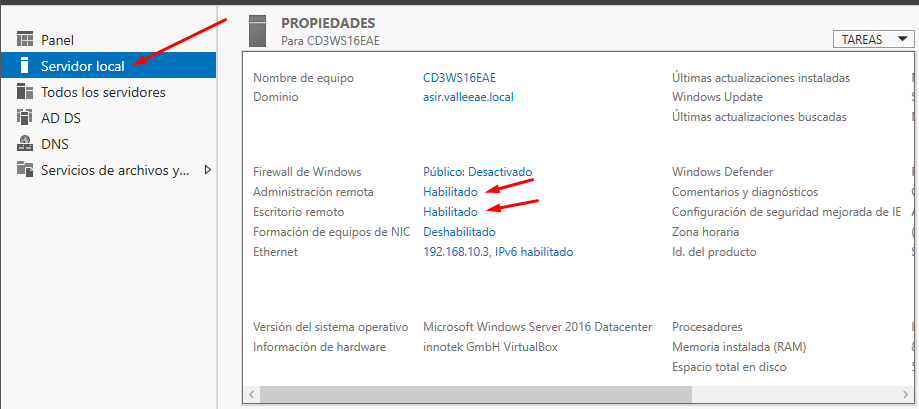 PROPIEDADES
Para CD3WS16EAE
TAREAS
Panel
Servidor local
Todos los servidores
AD DS
DNS
Servicios de archivos y...
Nombre de equipo CD3WS16EAE Últimas actualizaciones instaladas
Dominio asir.valleeae.local Windows Update
Últimas actualizaciones buscadas
Firewall de Windows Público: Desactivado Windows Defender
Administración remota Habilitado Comentarios y diagnósticos
Escritorio remoto Habilitado Configuración de seguridad mejorada de IE
Formación de equipos de NIC Deshabilitado Zona horaria
Ethernet 192.168.10.3, IPv6 habilitado Id. del producto
Versión del sistema operativo Microsoft Windows Server 2016 Datacenter Procesadores
Información de hardware innotek GmbH VirtualBox Memoria instalada (RAM)
Espacio total en disco